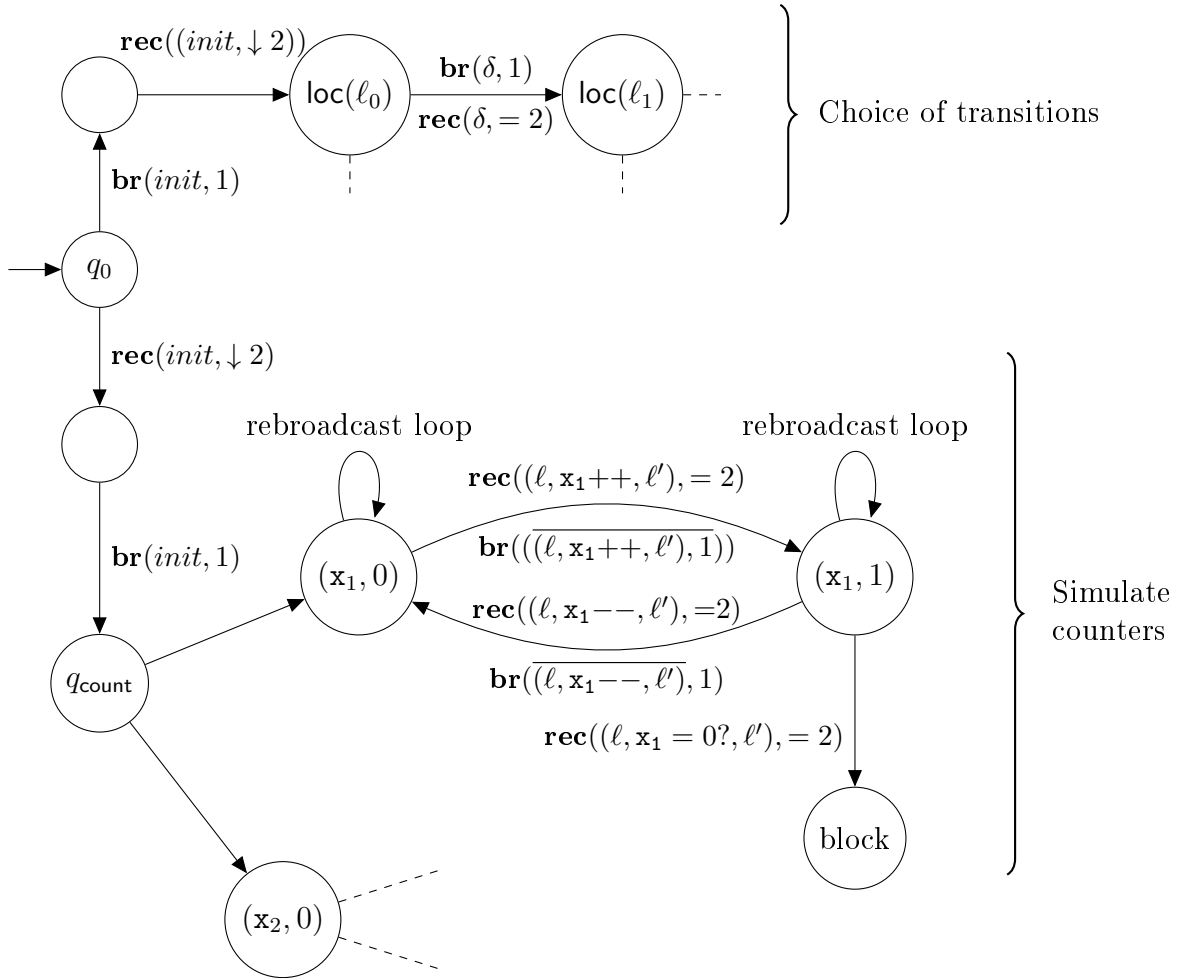 rec((init, ↓ 2))
br(δ, 1)
loc(ℓ₀)
loc(ℓ₁)
rec(δ, = 2)
Choice of transitions
br(init, 1)
q₀
rec(init, ↓ 2)
rebroadcast loop
rebroadcast loop
rec((ℓ, x₁++, ℓ′), = 2)
br(((ℓ, x₁++, ℓ′), 1))
br(init, 1)
(x₁, 0)
(x₁, 1)
rec((ℓ, x₁−−, ℓ′), =2)
Simulate
counters
br((ℓ, x₁−−, ℓ′), 1)
q_count
rec((ℓ, x₁ = 0?, ℓ′), = 2)
block
(x₂, 0)